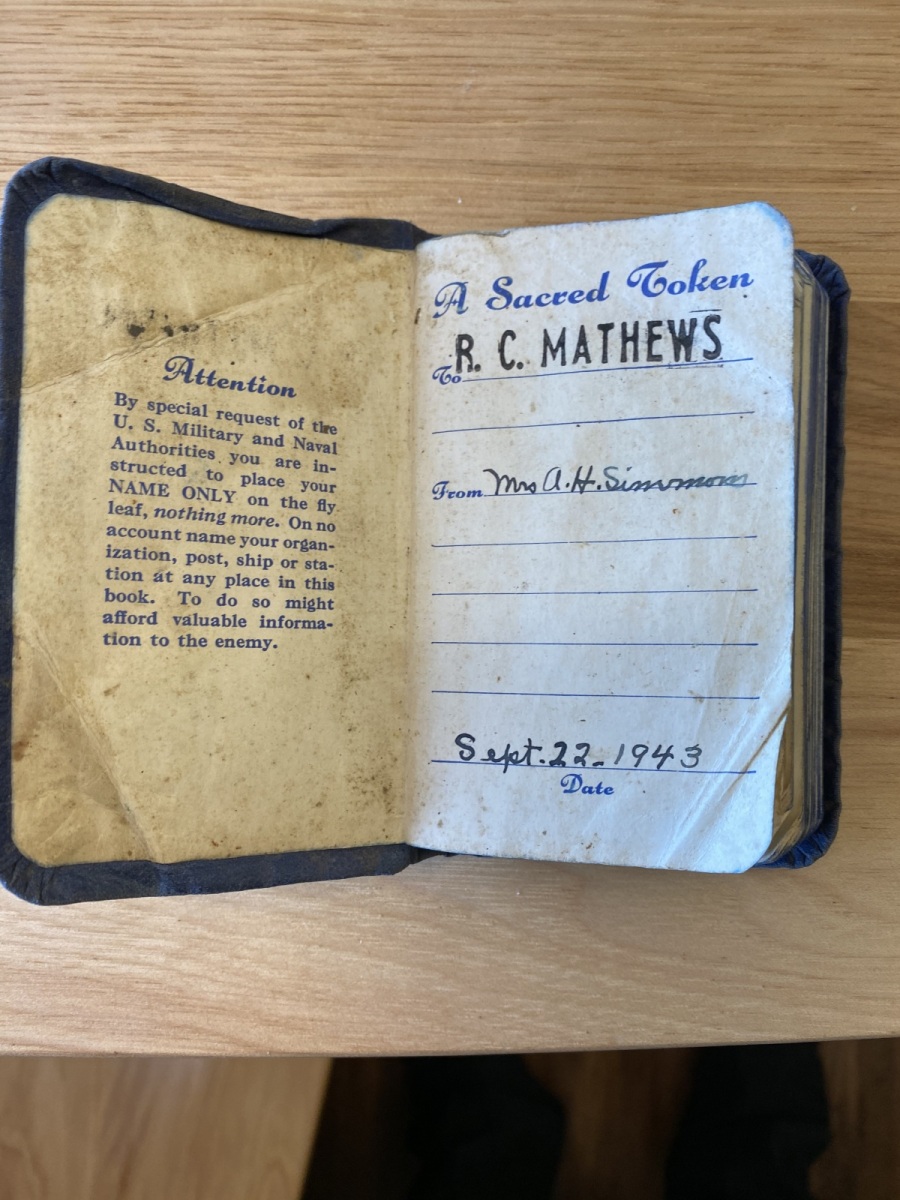 Attention
By special request of the
U. S. Military and Naval
Authorities you are in-
structed to place your
NAME ONLY on the fly
leaf, nothing more. On no
account name your organ-
ization, post, ship or sta-
tion at any place in this
book. To do so might
afford valuable informa-
tion to the enemy.
A Sacred Token
To R. C. MATHEWS
From Mrs A. H. Simmons
Sept. 22 - 1943
Date